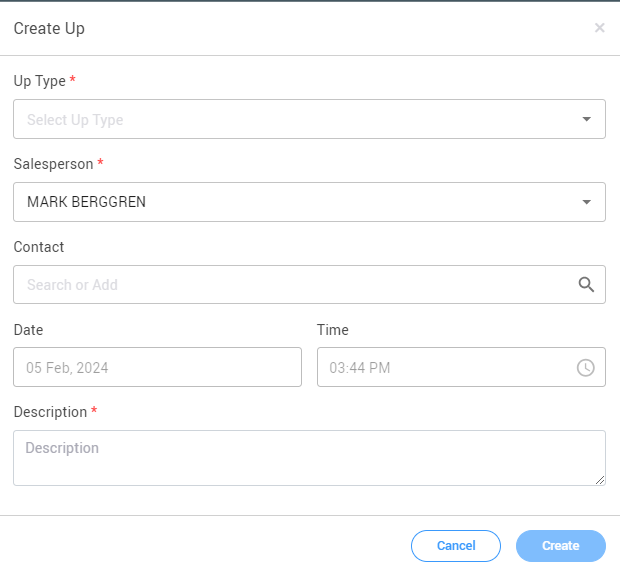 Create Up ×
Up Type *
Select Up Type
Salesperson *
MARK BERGGREN
Contact
Search or Add
Date Time
05 Feb, 2024 03:44 PM
Description *
Description
Cancel Create